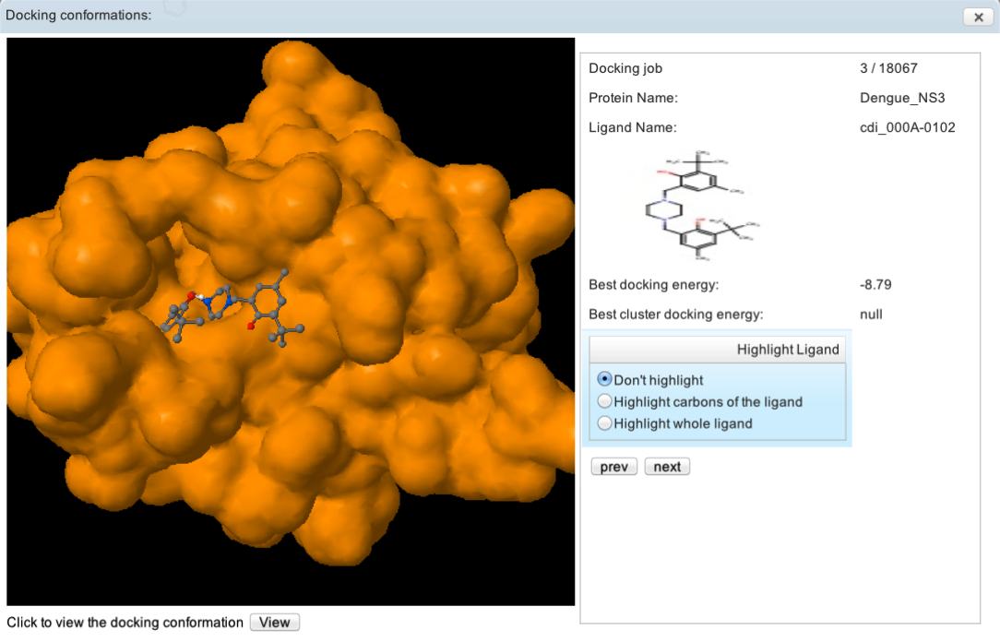 Docking conformations:
Docking job 3 / 18067
Protein Name: Dengue_NS3
Ligand Name: cdi_000A-0102
Best docking energy: -8.79
Best cluster docking energy: null
Highlight Ligand
Don't highlight
Highlight carbons of the ligand
Highlight whole ligand
prev next
Click to view the docking conformation View